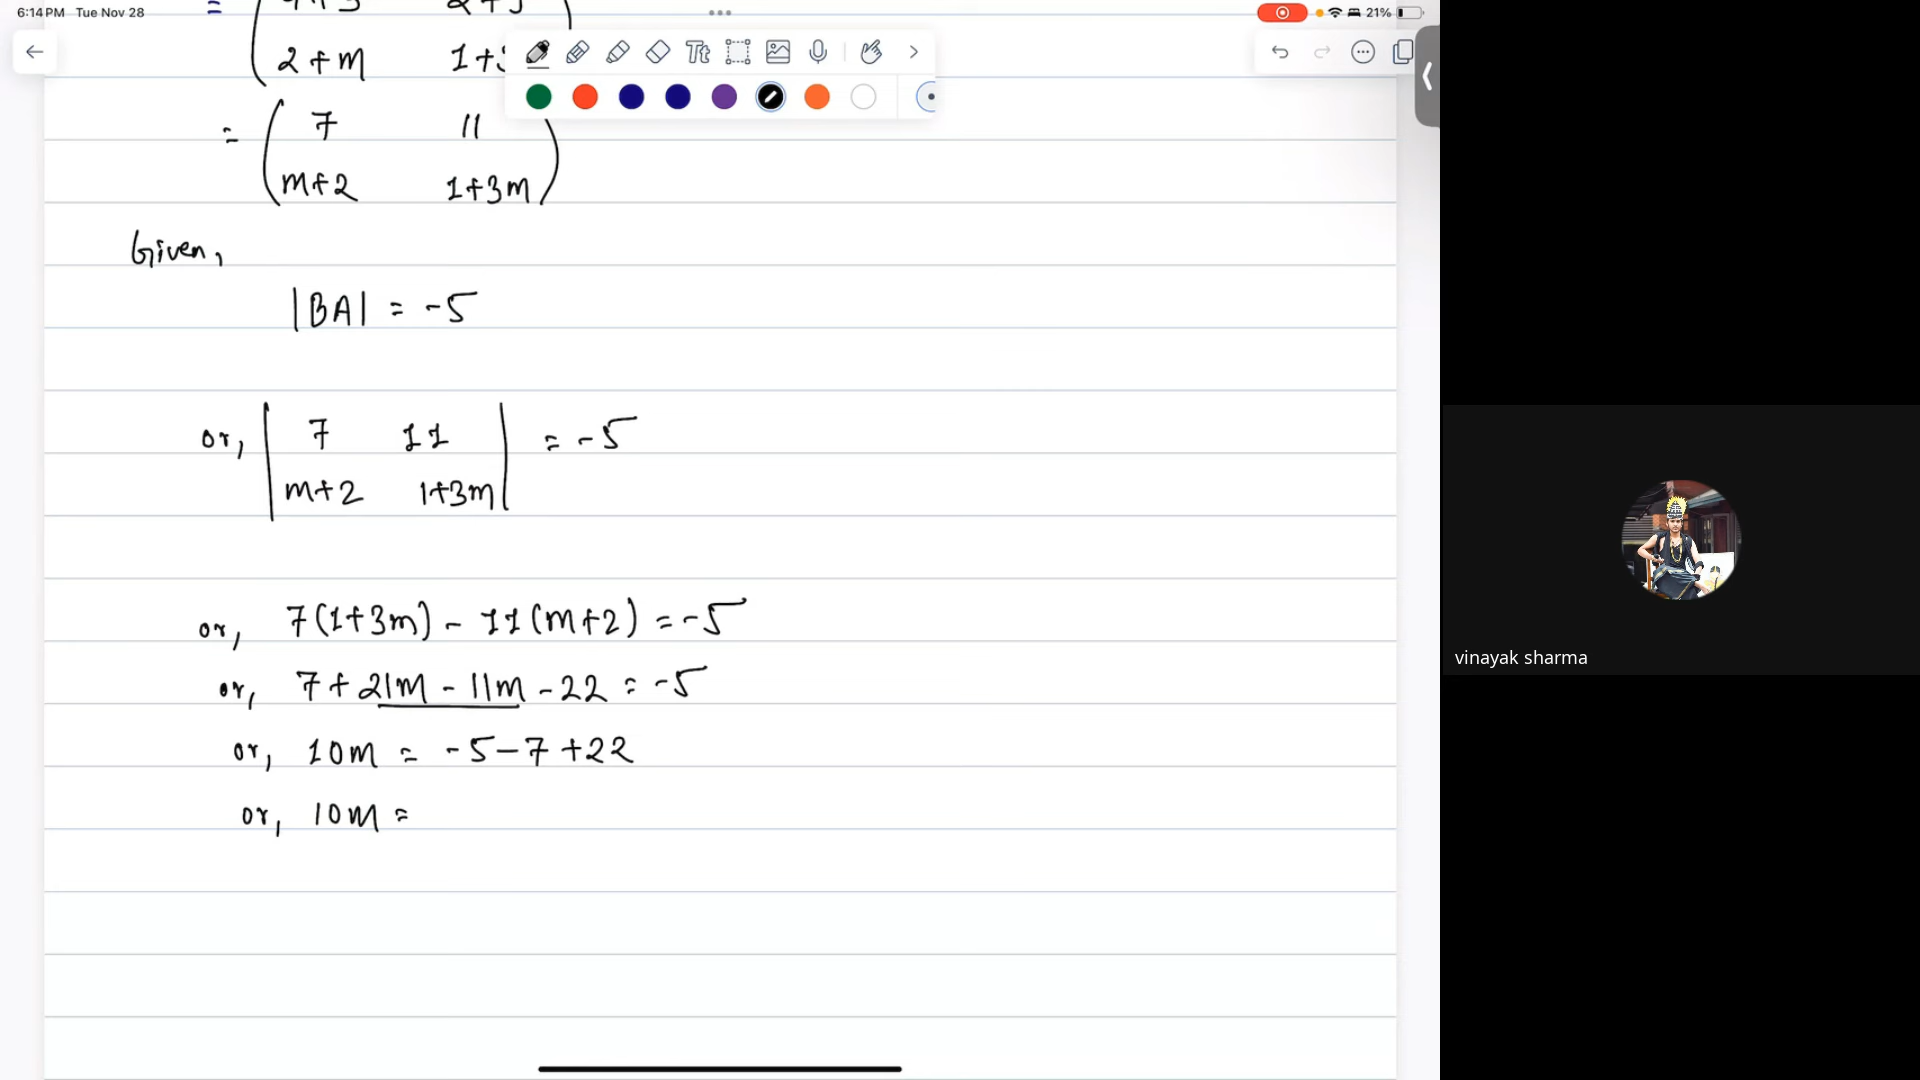 6:14 PM Tue Nov 28
21%
=
2+m 1+
Tt
= ( 7 11
m+2 1+3m )
Given,
|BA| = -5
or, | 7 11 | = -5
| m+2 1+3m |
or, 7(1+3m) - 11(m+2) = -5
or, 7+21m - 11m - 22 = -5
or, 10m = -5-7+22
or, 10m =
vinayak sharma